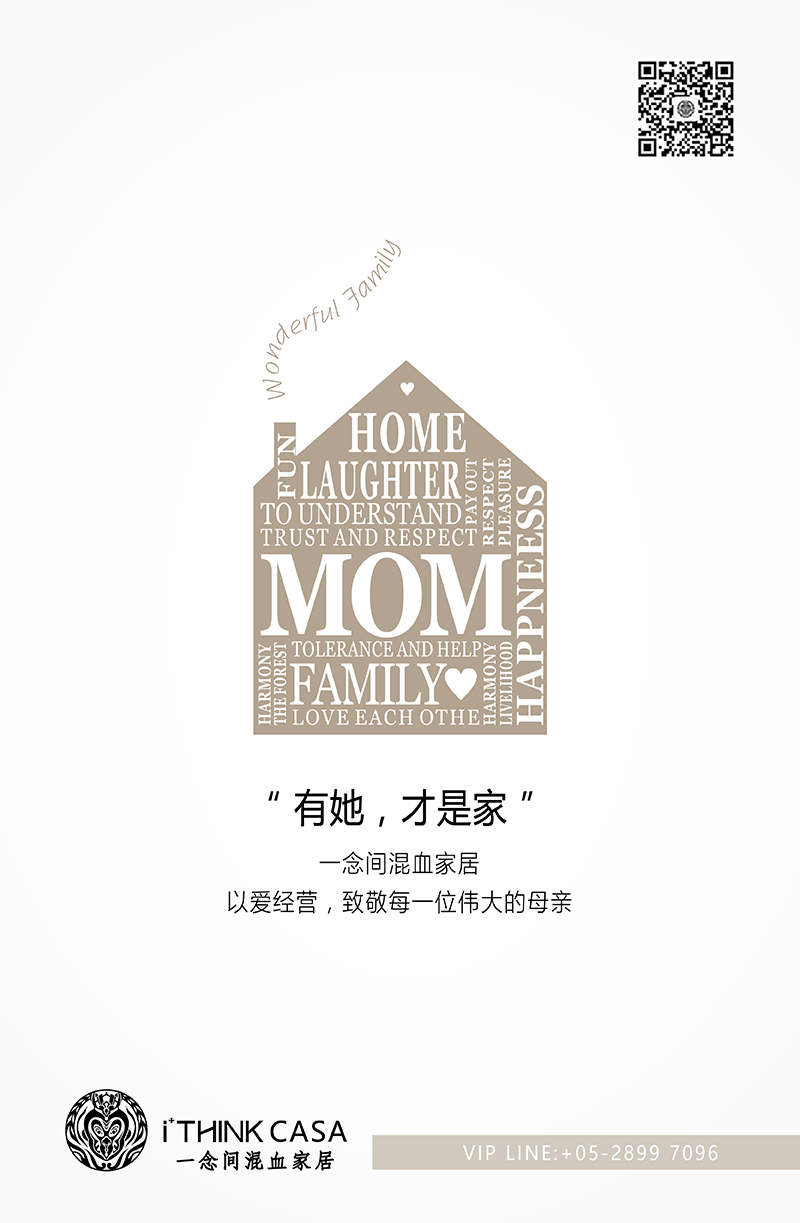 Wonderful Family
HOME
FUN
LAUGHTER
PAY OUT
RESPECT
PLEASURE
TO UNDERSTAND
TRUST AND RESPECT
HAPPNEESS
MOM
HARMONY
THE FOREST
TOLERANCE AND HELP
FAMILY
LOVE EACH OTHE
HARMONY
LIVELIHOOD
“有她，才是家”
一念间混血家居
以爱经营，致敬每一位伟大的母亲
i+THINK CASA
一念间混血家居
VIP LINE:+05-2899 7096